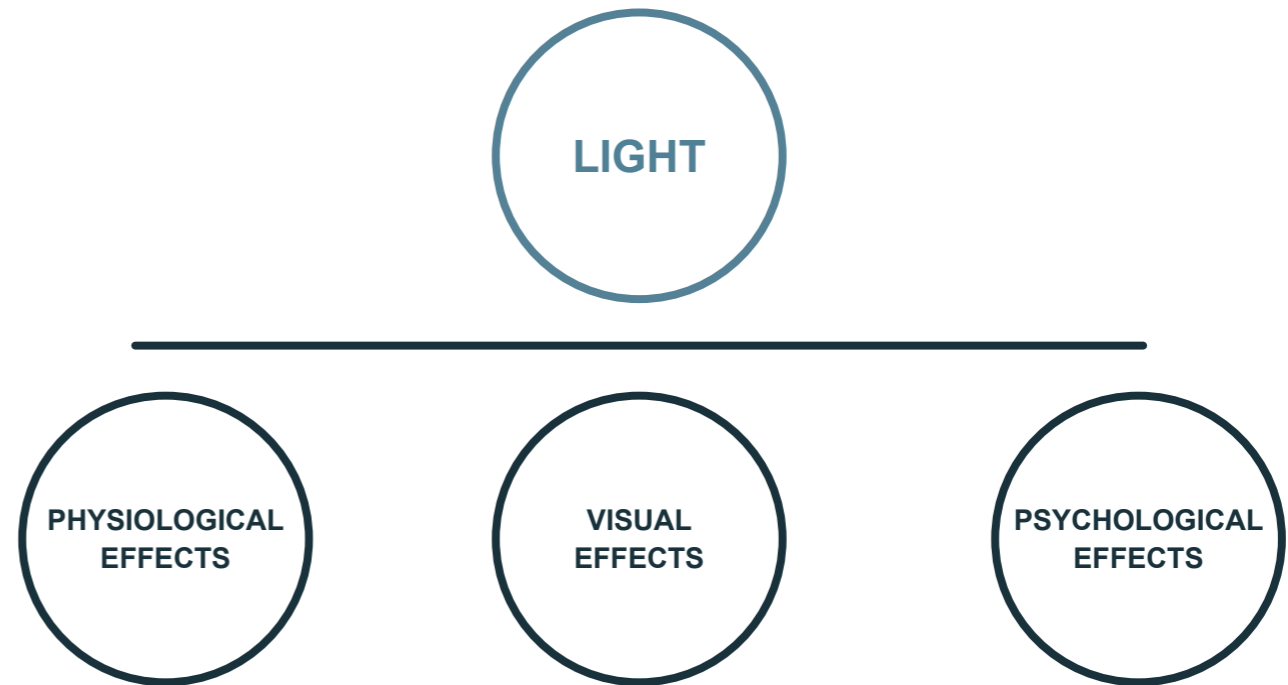 LIGHT
PHYSIOLOGICAL
EFFECTS
VISUAL
EFFECTS
PSYCHOLOGICAL
EFFECTS